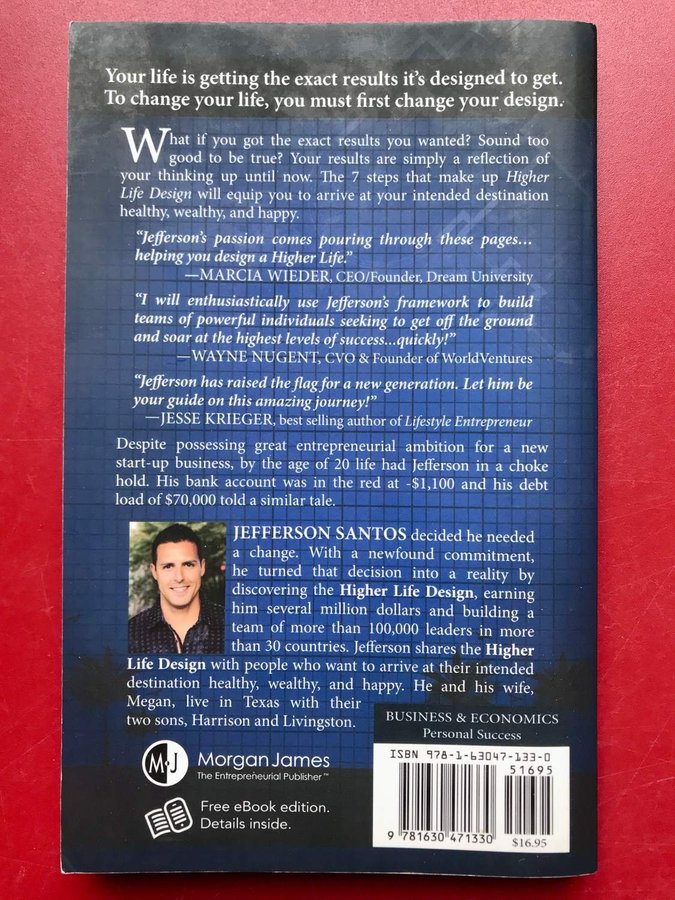 Your life is getting the exact results it's designed to get.
To change your life, you must first change your design.
What if you got the exact results you wanted? Sound too
good to be true? Your results are simply a reflection of
your thinking up until now. The 7 steps that make up Higher
Life Design will equip you to arrive at your intended destination
healthy, wealthy, and happy.
“Jefferson's passion comes pouring through these pages…
helping you design a Higher Life.”
—MARCIA WIEDER, CEO/Founder, Dream University
“I will enthusiastically use Jefferson's framework to build
teams of powerful individuals seeking to get off the ground
and soar at the highest levels of success...quickly!”
—WAYNE NUGENT, CVO & Founder of WorldVentures
“Jefferson has raised the flag for a new generation. Let him be
your guide on this amazing journey!”
—JESSE KRIEGER, best selling author of Lifestyle Entrepreneur
Despite possessing great entrepreneurial ambition for a new
start-up business, by the age of 20 life had Jefferson in a choke
hold. His bank account was in the red at -$1,100 and his debt
load of $70,000 told a similar tale.
JEFFERSON SANTOS decided he needed
a change. With a newfound commitment,
he turned that decision into a reality by
discovering the Higher Life Design, earning
him several million dollars and building a
team of more than 100,000 leaders in more
than 30 countries. Jefferson shares the Higher
Life Design with people who want to arrive at their intended
destination healthy, wealthy, and happy. He and his wife,
Megan, live in Texas with their
two sons, Harrison and Livingston.
BUSINESS & ECONOMICS
Personal Success
ISBN 978-1-63047-133-0
51695
9 781630 471330
$16.95
M·J
Morgan James
The Entrepreneurial Publisher™
Free eBook edition.
Details inside.